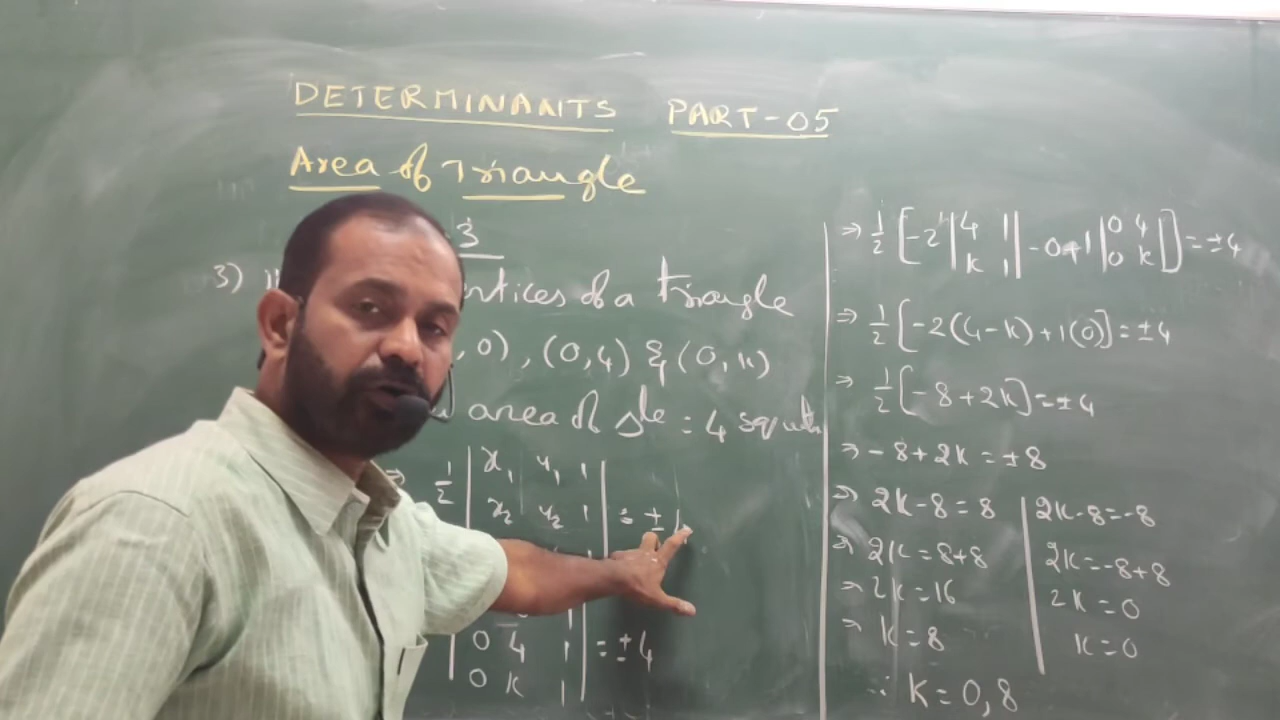 DETERMINANTS PART-05
Area of Triangle
3
3) rtices of a Triangle
, 0) , (0,4) & (0, k)
area of sle = 4 squnits
⇒ 1/2 | x₁ y₁ 1 |
| x₂ y₂ 1 | = ±
| 0 4 1 | = ±4
| 0 k 1 |
⇒ 1/2 [ -2 | 4 1 | -0+1 | 0 4 | ] = ±4
| k 1 | | 0 k |
⇒ 1/2 [ -2(4-k) + 1(0) ] = ±4
⇒ 1/2 [ -8+2k ] = ±4
⇒ -8+2k = ±8
⇒ 2k-8 = 8
⇒ 2k = 8+8
⇒ 2k = 16
⇒ k = 8
2k-8 = -8
2k = -8+8
2k = 0
k = 0
∴ k = 0, 8